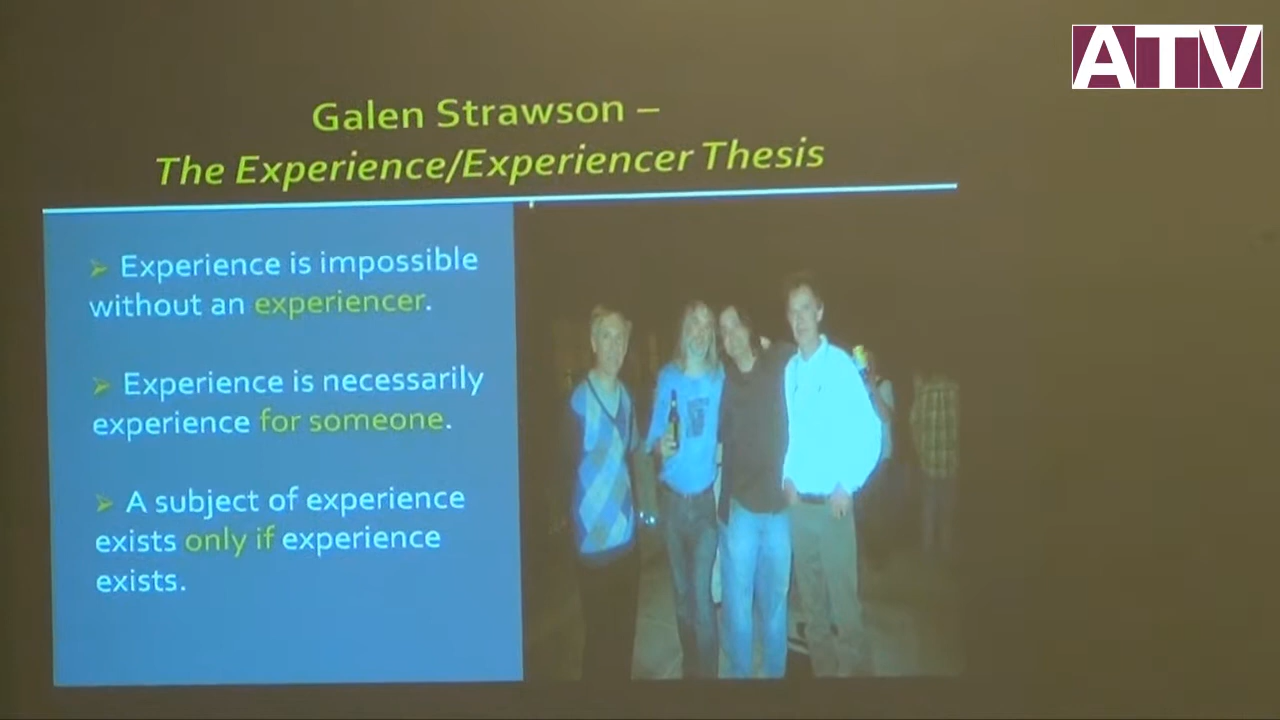 ATV
Galen Strawson –
The Experience/Experiencer Thesis
➢ Experience is impossible
without an experiencer.
➢ Experience is necessarily
experience for someone.
➢ A subject of experience
exists only if experience
exists.